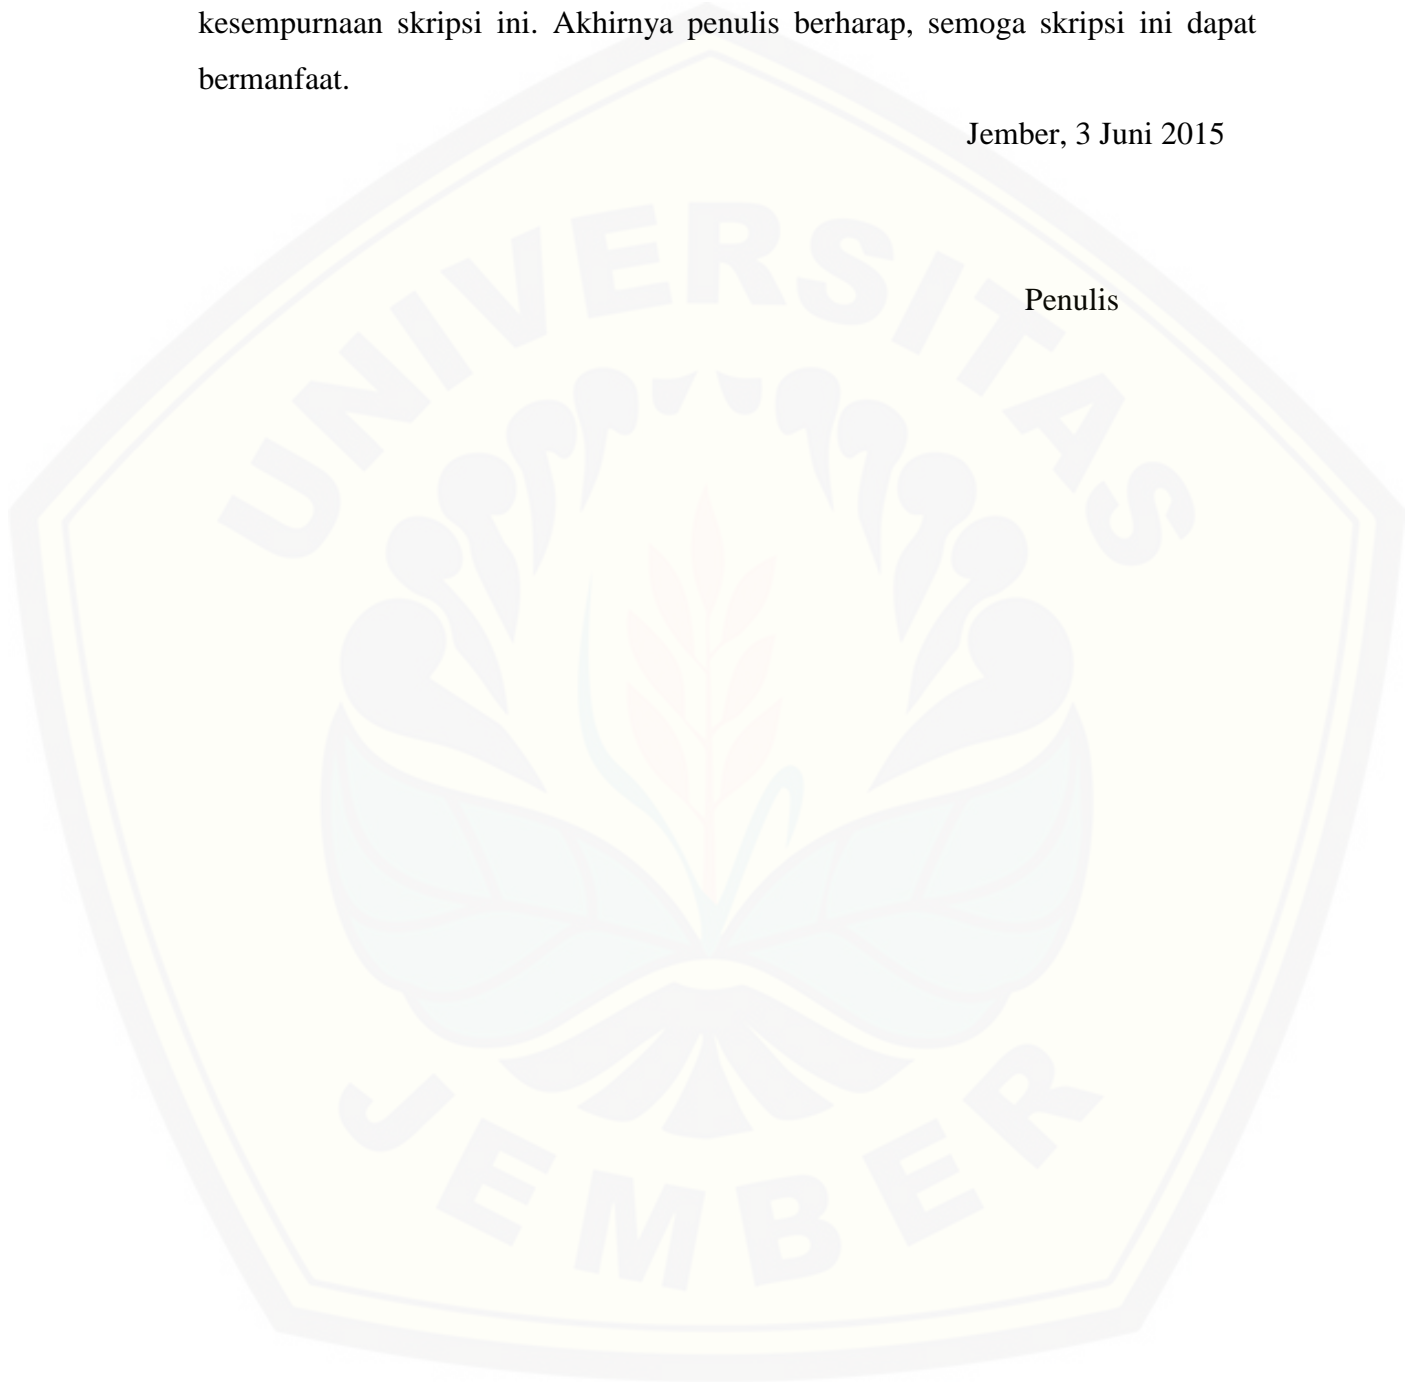 kesempurnaan skripsi ini. Akhirnya penulis berharap, semoga skripsi ini dapat
bermanfaat.
Jember, 3 Juni 2015
Penulis
UNIVERSITAS
JEMBER